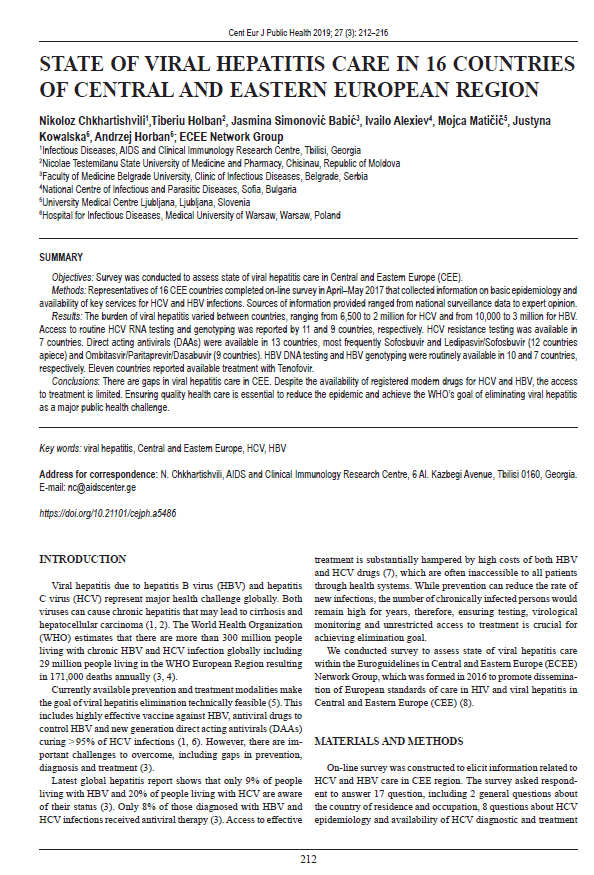 Cent Eur J Public Health 2019; 27 (3): 212–216
STATE OF VIRAL HEPATITIS CARE IN 16 COUNTRIES
OF CENTRAL AND EASTERN EUROPEAN REGION
Nikoloz Chkhartishvili1,Tiberiu Holban2, Jasmina Simonović Babić3, Ivailo Alexiev4, Mojca Matičič5, Justyna
Kowalska6, Andrzej Horban6; ECEE Network Group
1Infectious Diseases, AIDS and Clinical Immunology Research Centre, Tbilisi, Georgia
2Nicolae Testemitanu State University of Medicine and Pharmacy, Chisinau, Republic of Moldova
3Faculty of Medicine Belgrade University, Clinic of Infectious Diseases, Belgrade, Serbia
4National Centre of Infectious and Parasitic Diseases, Sofia, Bulgaria
5University Medical Centre Ljubljana, Ljubljana, Slovenia
6Hospital for Infectious Diseases, Medical University of Warsaw, Warsaw, Poland
SUMMARY
Objectives: Survey was conducted to assess state of viral hepatitis care in Central and Eastern Europe (CEE).
Methods: Representatives of 16 CEE countries completed on-line survey in April–May 2017 that collected information on basic epidemiology and
availability of key services for HCV and HBV infections. Sources of information provided ranged from national surveillance data to expert opinion.
Results: The burden of viral hepatitis varied between countries, ranging from 6,500 to 2 million for HCV and from 10,000 to 3 million for HBV.
Access to routine HCV RNA testing and genotyping was reported by 11 and 9 countries, respectively. HCV resistance testing was available in
7 countries. Direct acting antivirals (DAAs) were available in 13 countries, most frequently Sofosbuvir and Ledipasvir/Sofosbuvir (12 countries
apiece) and Ombitasvir/Paritaprevir/Dasabuvir (9 countries). HBV DNA testing and HBV genotyping were routinely available in 10 and 7 countries,
respectively. Eleven countries reported available treatment with Tenofovir.
Conclusions: There are gaps in viral hepatitis care in CEE. Despite the availability of registered modern drugs for HCV and HBV, the access
to treatment is limited. Ensuring quality health care is essential to reduce the epidemic and achieve the WHO's goal of eliminating viral hepatitis
as a major public health challenge.
Key words: viral hepatitis, Central and Eastern Europe, HCV, HBV
Address for correspondence: N. Chkhartishvili, AIDS and Clinical Immunology Research Centre, 6 Al. Kazbegi Avenue, Tbilisi 0160, Georgia.
E-mail: nc@aidscenter.ge
https://doi.org/10.21101/cejph.a5486
INTRODUCTION
Viral hepatitis due to hepatitis B virus (HBV) and hepatitis
C virus (HCV) represent major health challenge globally. Both
viruses can cause chronic hepatitis that may lead to cirrhosis and
hepatocellular carcinoma (1, 2). The World Health Organization
(WHO) estimates that there are more than 300 million people
living with chronic HBV and HCV infection globally including
29 million people living in the WHO European Region resulting
in 171,000 deaths annually (3, 4).
Currently available prevention and treatment modalities make
the goal of viral hepatitis elimination technically feasible (5). This
includes highly effective vaccine against HBV, antiviral drugs to
control HBV and new generation direct acting antivirals (DAAs)
curing >95% of HCV infections (1, 6). However, there are im-
portant challenges to overcome, including gaps in prevention,
diagnosis and treatment (3).
Latest global hepatitis report shows that only 9% of people
living with HBV and 20% of people living with HCV are aware
of their status (3). Only 8% of those diagnosed with HBV and
HCV infections received antiviral therapy (3). Access to effective
treatment is substantially hampered by high costs of both HBV
and HCV drugs (7), which are often inaccessible to all patients
through health systems. While prevention can reduce the rate of
new infections, the number of chronically infected persons would
remain high for years, therefore, ensuring testing, virological
monitoring and unrestricted access to treatment is crucial for
achieving elimination goal.
We conducted survey to assess state of viral hepatitis care
within the Euroguidelines in Central and Eastern Europe (ECEE)
Network Group, which was formed in 2016 to promote dissemina-
tion of European standards of care in HIV and viral hepatitis in
Central and Eastern Europe (CEE) (8).
MATERIALS AND METHODS
On-line survey was constructed to elicit information related to
HCV and HBV care in CEE region. The survey asked respond-
ent to answer 17 question, including 2 general questions about
the country of residence and occupation, 8 questions about HCV
epidemiology and availability of HCV diagnostic and treatment
212